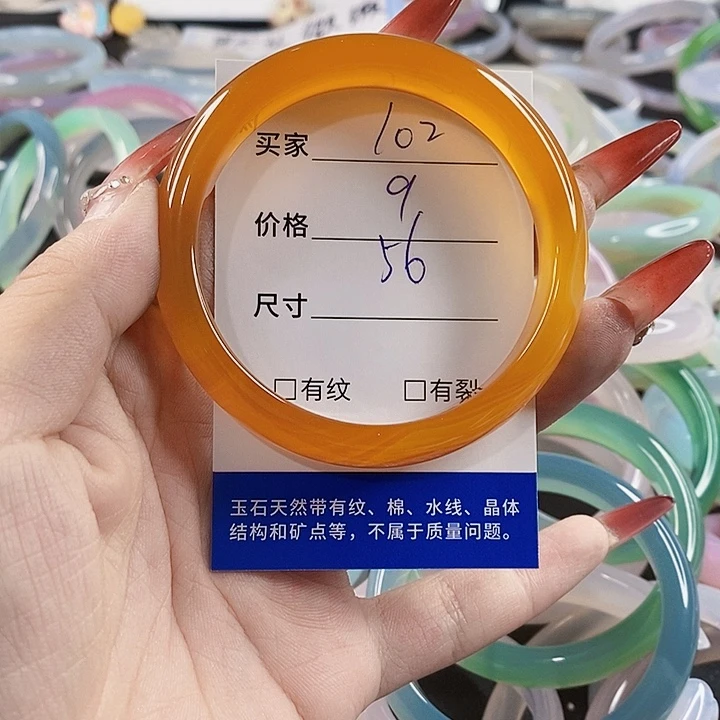 买家 102
价格 9
尺寸 56
□有纹 □有裂
玉石天然带有纹、棉、水线、晶体
结构和矿点等，不属于质量问题。